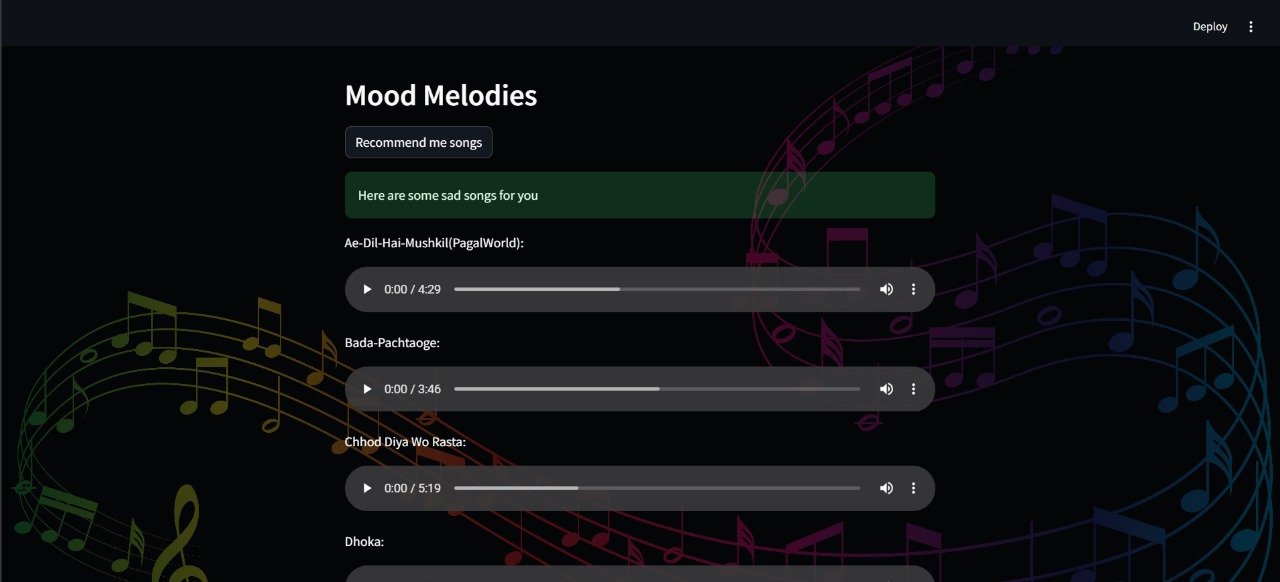 Deploy
Mood Melodies
Recommend me songs
Here are some sad songs for you
Ae-Dil-Hai-Mushkil(PagalWorld):
0:00 / 4:29
Bada-Pachtaoge:
0:00 / 3:46
Chhod Diya Wo Rasta:
0:00 / 5:19
Dhoka: